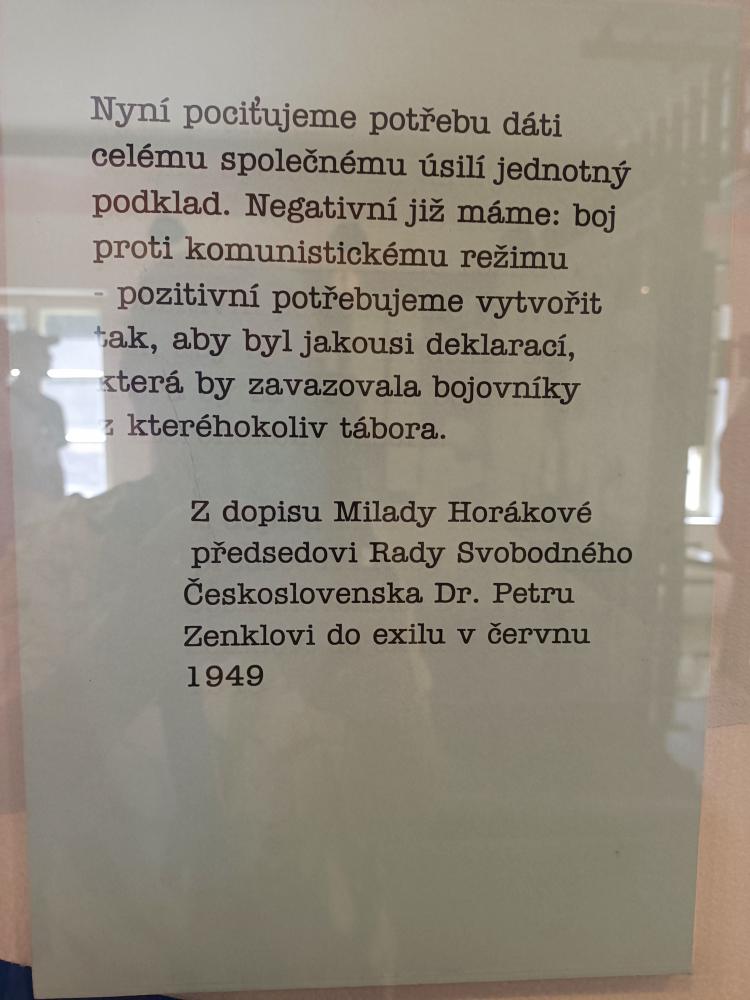 Nyní pociťujeme potřebu dáti
celému společnému úsilí jednotný
podklad. Negativní již máme: boj
proti komunistickému režimu
- pozitivní potřebujeme vytvořit
tak, aby byl jakousi deklarací,
která by zavazovala bojovníky
z kteréhokoliv tábora.
Z dopisu Milady Horákové
předsedovi Rady Svobodného
Československa Dr. Petru
Zenklovi do exilu v červnu
1949